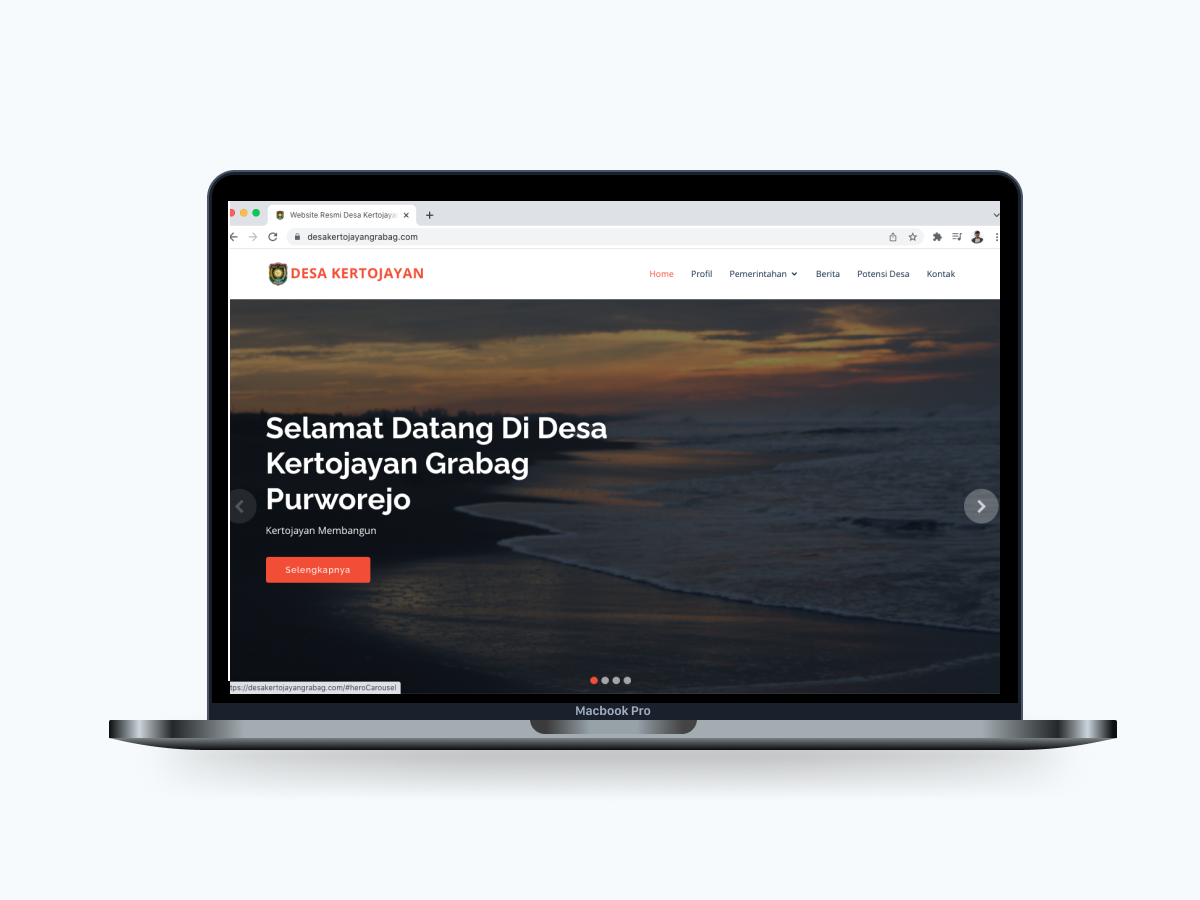 Website Resmi Desa Kertojaya
desakertojayangrabag.com
DESA KERTOJAYAN
Home Profil Pemerintahan Berita Potensi Desa Kontak
Selamat Datang Di Desa
Kertojayan Grabag
Purworejo
Kertojayan Membangun
Selengkapnya
tps://desakertojayangrabag.com/#heroCarousel
Macbook Pro